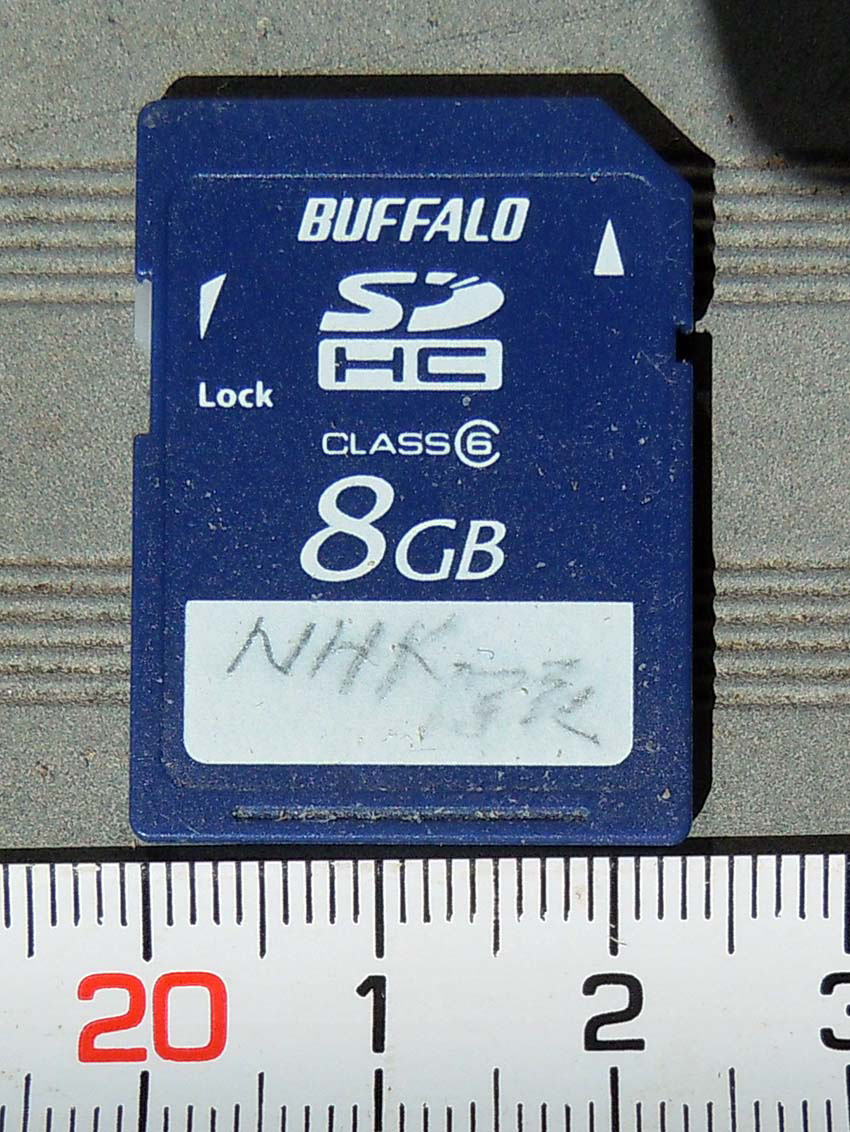 BUFFALO
SD
HC
Lock
CLASS 6
8GB
NHK
20 1 2 3